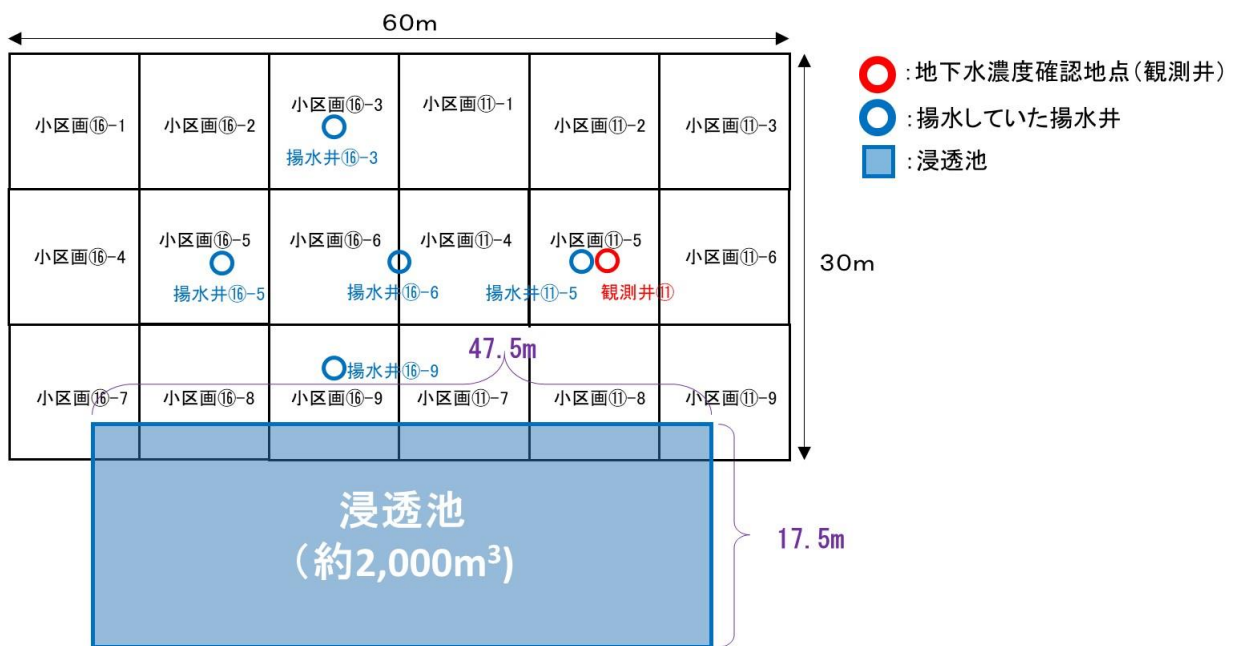 60m
小区画⑯-1
小区画⑯-2
小区画⑯-3
揚水井⑯-3
小区画⑪-1
小区画⑪-2
小区画⑪-3
小区画⑯-4
小区画⑯-5
揚水井⑯-5
小区画⑯-6
揚水井⑯-6
小区画⑪-4
小区画⑪-5
揚水井⑪-5
観測井⑪
小区画⑪-6
30m
47.5m
小区画⑯-7
小区画⑯-8
揚水井⑯-9
小区画⑯-9
小区画⑪-7
小区画⑪-8
小区画⑪-9
浸透池
(約2,000m³)
17.5m
:地下水濃度確認地点(観測井)
:揚水していた揚水井
:浸透池